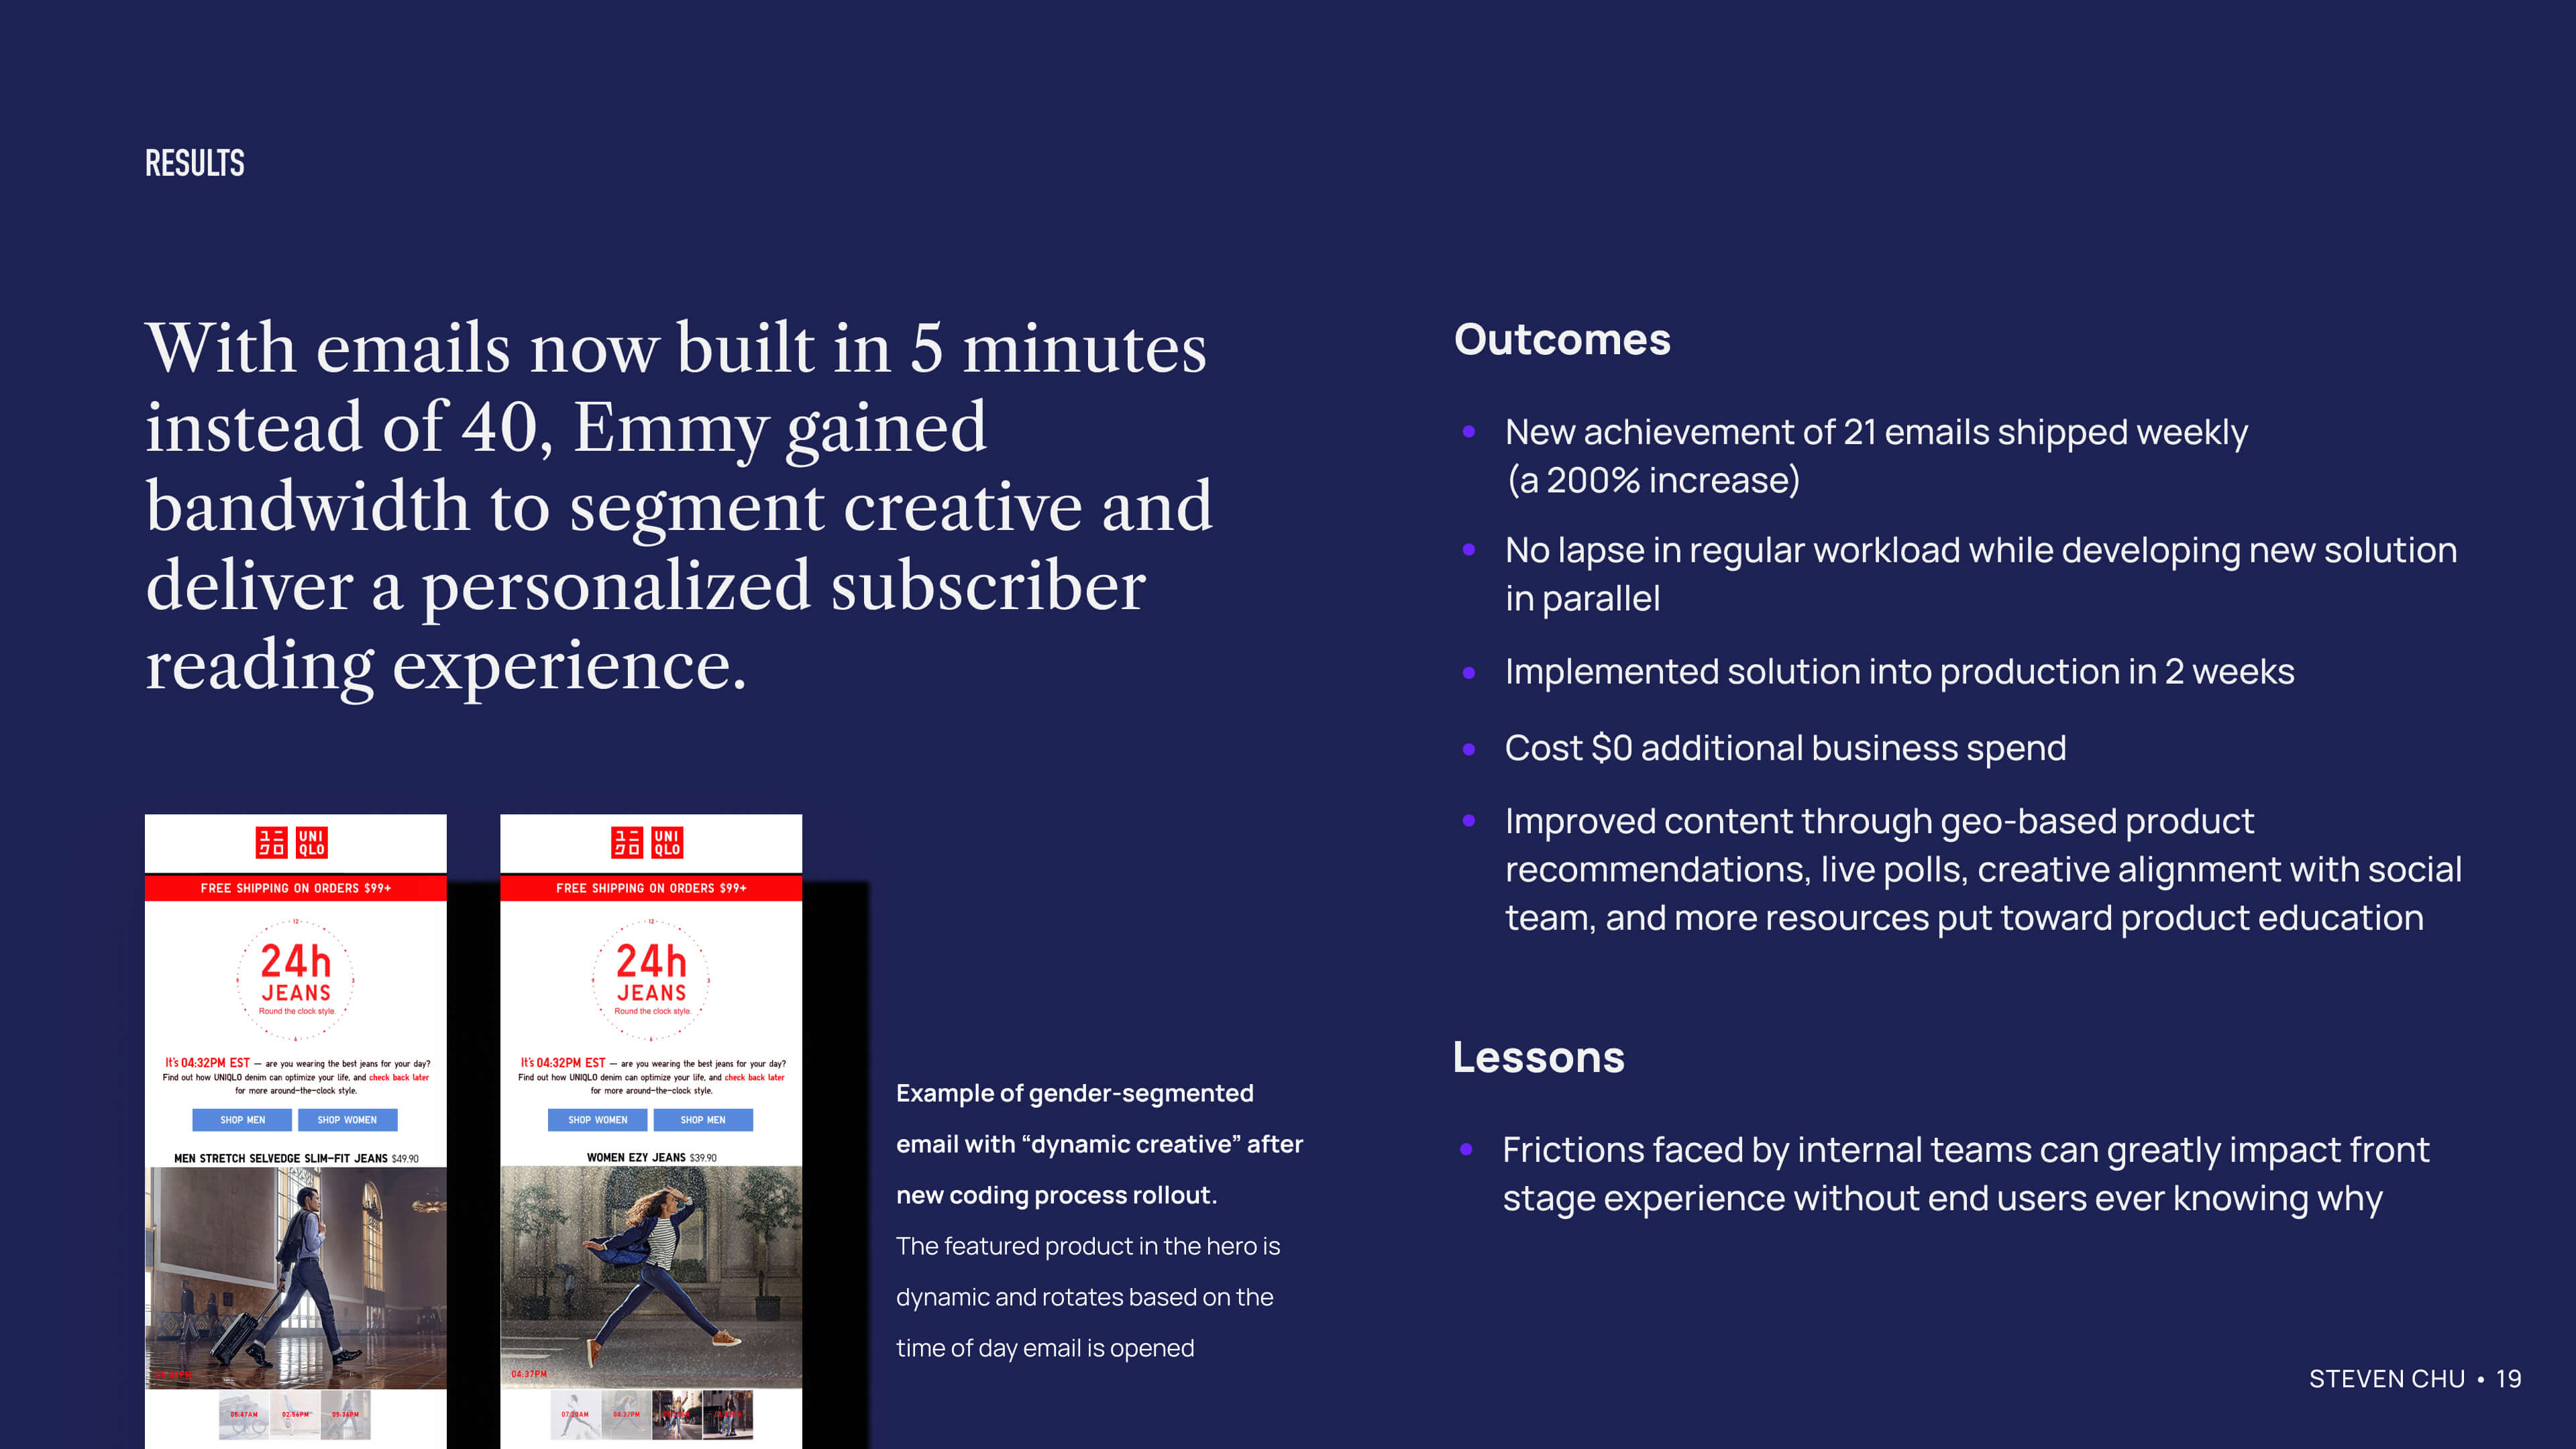 RESULTS
With emails now built in 5 minutes
instead of 40, Emmy gained
bandwidth to segment creative and
deliver a personalized subscriber
reading experience.
Outcomes
New achievement of 21 emails shipped weekly
(a 200% increase)
No lapse in regular workload while developing new solution
in parallel
Implemented solution into production in 2 weeks
Cost $0 additional business spend
Improved content through geo-based product
recommendations, live polls, creative alignment with social
team, and more resources put toward product education
Lessons
Frictions faced by internal teams can greatly impact front
stage experience without end users ever knowing why
ユニ UNI
クロ QLO
FREE SHIPPING ON ORDERS $99+
12
24h
JEANS
Round the clock style.
6
It's 04:32PM EST – are you wearing the best jeans for your day?
Find out how UNIQLO denim can optimize your life, and check back later
for more around-the-clock style.
SHOP MEN SHOP WOMEN
MEN STRETCH SELVEDGE SLIM-FIT JEANS $49.90
05:47AM 02:56PM 05:36PM
ユニ UNI
クロ QLO
FREE SHIPPING ON ORDERS $99+
12
24h
JEANS
Round the clock style.
6
It's 04:32PM EST – are you wearing the best jeans for your day?
Find out how UNIQLO denim can optimize your life, and check back later
for more around-the-clock style.
SHOP WOMEN SHOP MEN
WOMEN EZY JEANS $39.90
04:37PM
04:37PM
Example of gender-segmented
email with “dynamic creative” after
new coding process rollout.
The featured product in the hero is
dynamic and rotates based on the
time of day email is opened
STEVEN CHU • 19